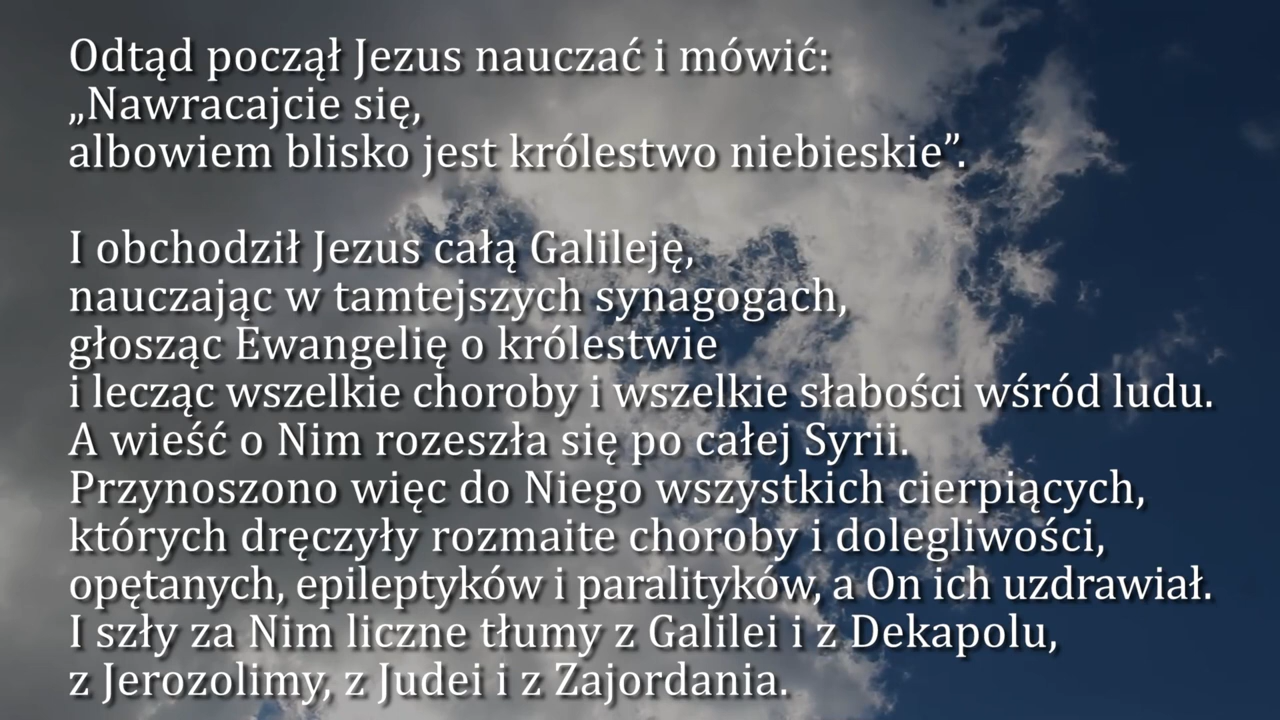 Odtąd począł Jezus nauczać i mówić:
„Nawracajcie się,
albowiem blisko jest królestwo niebieskie”.
I obchodził Jezus całą Galileję,
nauczając w tamtejszych synagogach,
głosząc Ewangelię o królestwie
i lecząc wszelkie choroby i wszelkie słabości wśród ludu.
A wieść o Nim rozeszła się po całej Syrii.
Przynoszono więc do Niego wszystkich cierpiących,
których dręczyły rozmaite choroby i dolegliwości,
opętanych, epileptyków i paralityków, a On ich uzdrawiał.
I szły za Nim liczne tłumy z Galilei i z Dekapolu,
z Jerozolimy, z Judei i z Zajordania.